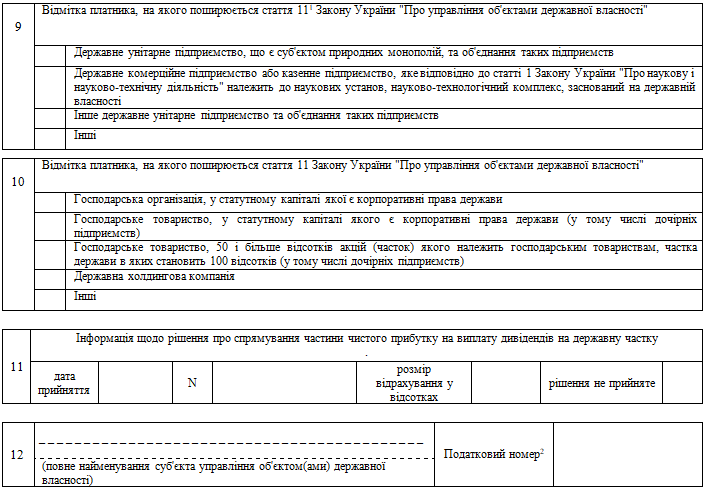 9
Відмітка платника, на якого поширюється стаття 11¹ Закону України "Про управління об'єктами державної власності"
Державне унітарне підприємство, що є суб'єктом природних монополій, та об'єднання таких підприємств
Державне комерційне підприємство або казенне підприємство, яке відповідно до статті 1 Закону України "Про наукову і
науково-технічну діяльність" належить до наукових установ, науково-технологічний комплекс, заснований на державній
власності
Інше державне унітарне підприємство та об'єднання таких підприємств
Інші
10
Відмітка платника, на якого поширюється стаття 11 Закону України "Про управління об'єктами державної власності"
Господарська організація, у статутному капіталі якої є корпоративні права держави
Господарське товариство, у статутному капіталі якого є корпоративні права держави (у тому числі дочірніх
підприємств)
Господарське товариство, 50 і більше відсотків акцій (часток) якого належить господарським товариствам, частка
держави в яких становить 100 відсотків (у тому числі дочірніх підприємств)
Державна холдингова компанія
Інші
11
Інформація щодо рішення про спрямування частини чистого прибутку на виплату дивідендів на державну частку
.
дата
прийняття
N
розмір
відрахування у
відсотках
рішення не прийняте
12
(повне найменування суб'єкта управління об'єктом(ами) державної
власності)
Податковий номер²